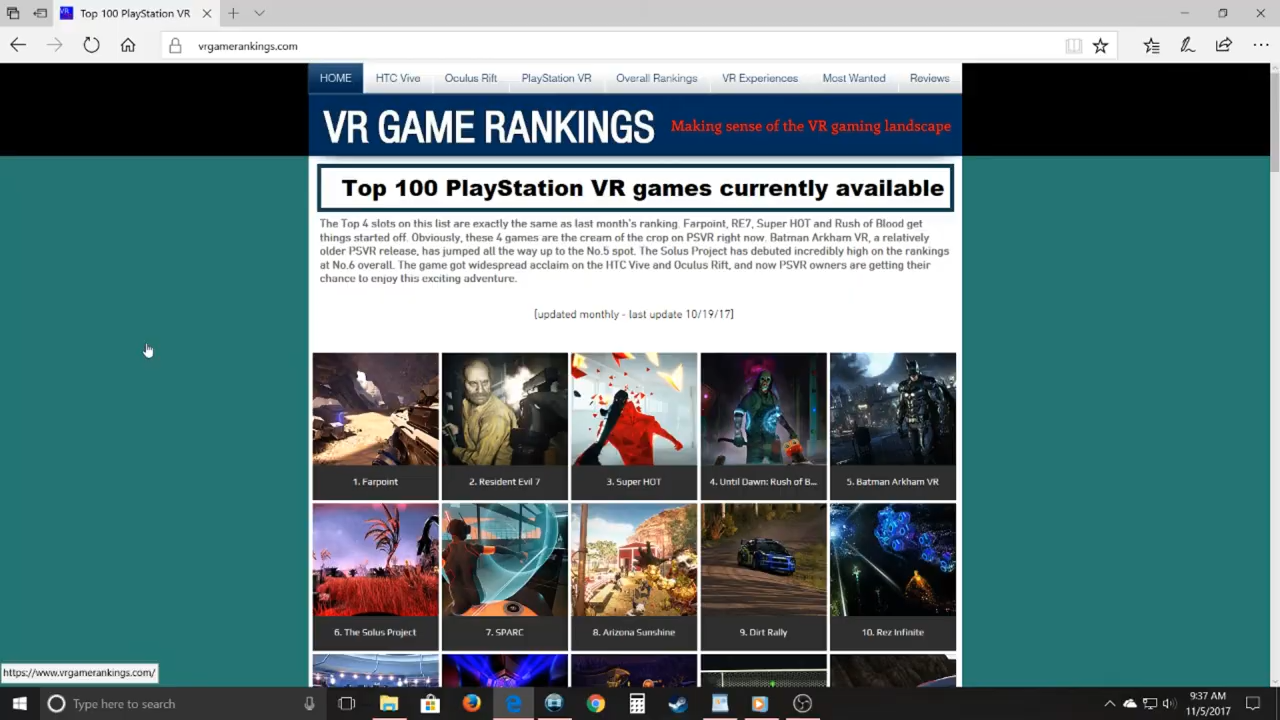 Top 100 PlayStation VR
vrgamerankings.com
HOME HTC Vive Oculus Rift PlayStation VR Overall Rankings VR Experiences Most Wanted Reviews
VR GAME RANKINGS Making sense of the VR gaming landscape
Top 100 PlayStation VR games currently available
The Top 4 slots on this list are exactly the same as last month's ranking. Farpoint, RE7, Super HOT and Rush of Blood get
things started off. Obviously, these 4 games are the cream of the crop on PSVR right now. Batman Arkham VR, a relatively
older PSVR release, has jumped all the way up to the No.5 spot. The Solus Project has debuted incredibly high on the rankings
at No.6 overall. The game got widespread acclaim on the HTC Vive and Oculus Rift, and now PSVR owners are getting their
chance to enjoy this exciting adventure.
[updated monthly - last update 10/19/17]
1. Farpoint 2. Resident Evil 7 3. Super HOT 4. Until Dawn: Rush of B... 5. Batman Arkham VR
6. The Solus Project 7. SPARC 8. Arizona Sunshine 9. Dirt Rally 10. Rez Infinite
https://www.vrgamerankings.com/
Type here to search
9:37 AM
11/5/2017